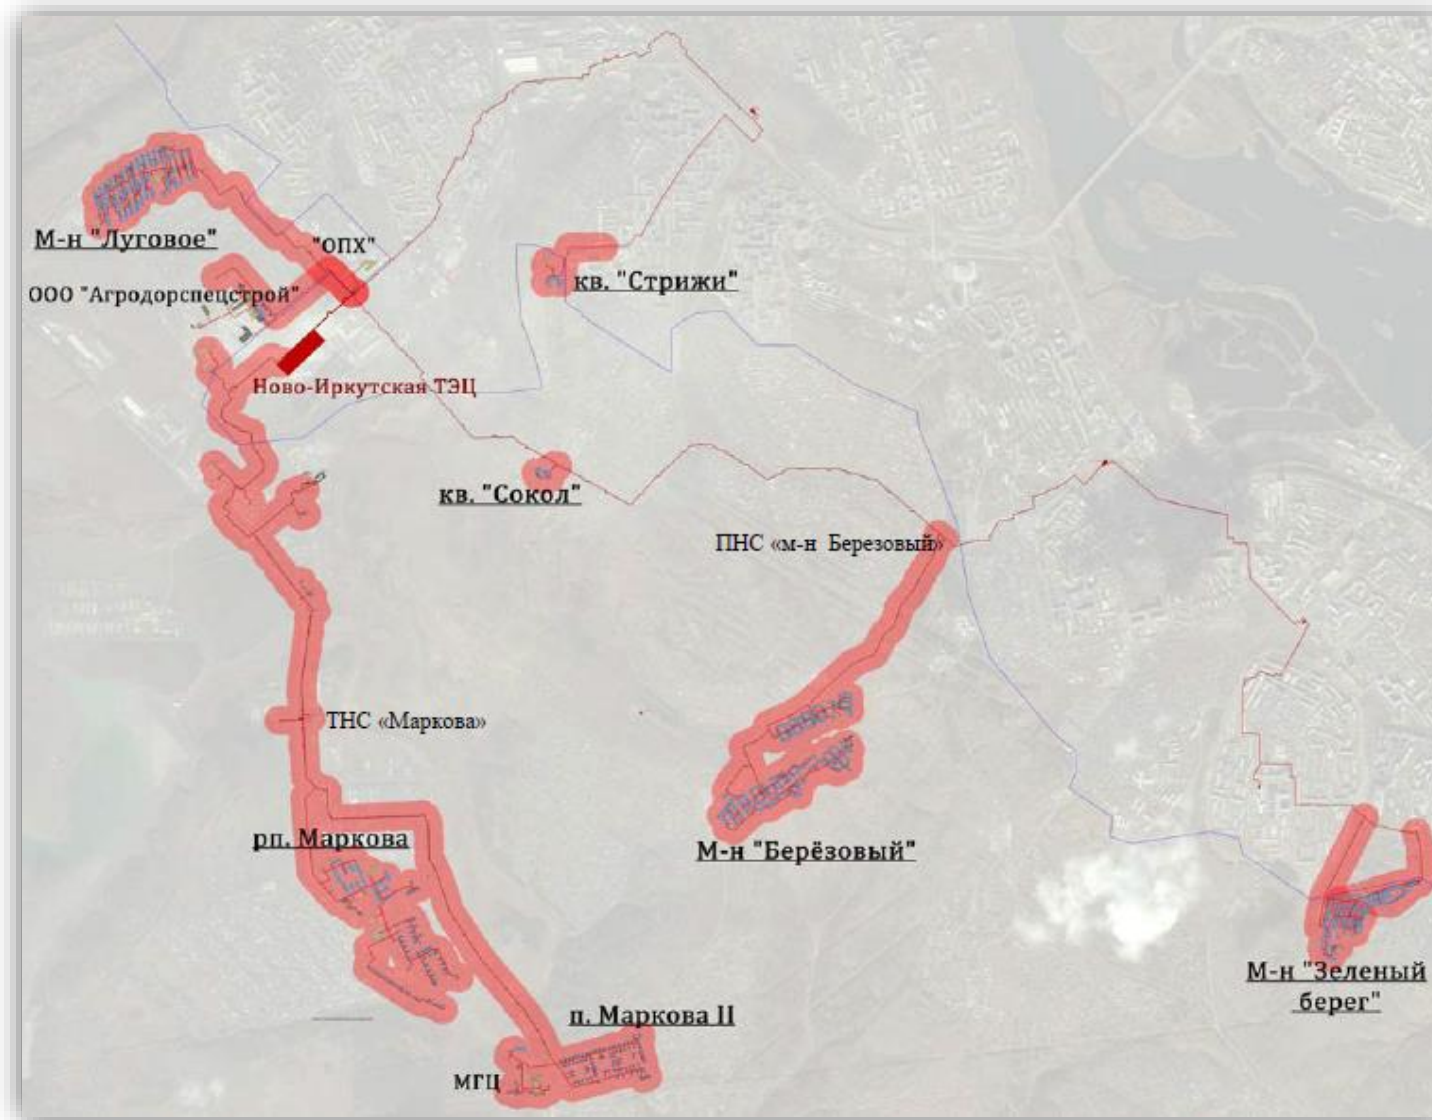 М-н "Луговое"
"ОПХ"
кв. "Стрижи"
ООО "Агродорспецстрой"
Ново-Иркутская ТЭЦ
кв. "Сокол"
ПНС «м-н Березовый»
ТНС «Маркова»
рп. Маркова
М-н "Берёзовый"
М-н "Зеленый
берег"
п. Маркова II
МГЦ